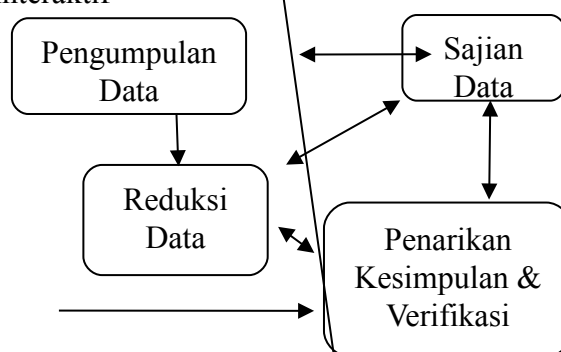 interaktif
Pengumpulan
Data
Sajian
Data
Reduksi
Data
Penarikan
Kesimpulan &
Verifikasi